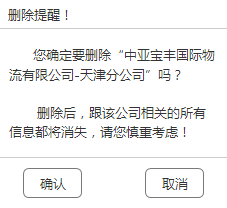 删除提醒！
您确定要删除“中亚宝丰国际物
流有限公司-天津分公司”吗？
删除后，跟该公司相关的所有
信息都将消失，请您慎重考虑！
确认
取消